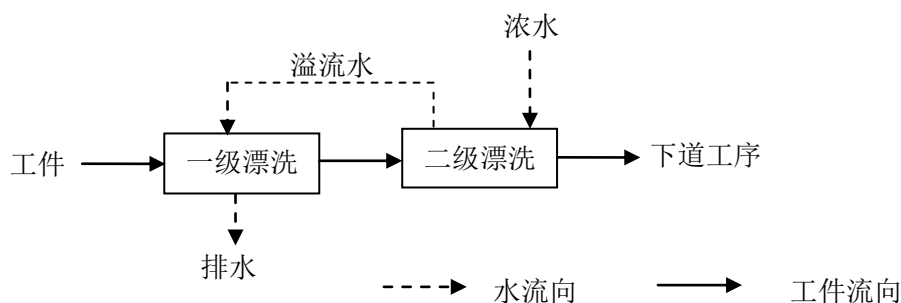 浓水
溢流水
工件
一级漂洗
二级漂洗
下道工序
排水
水流向
工件流向